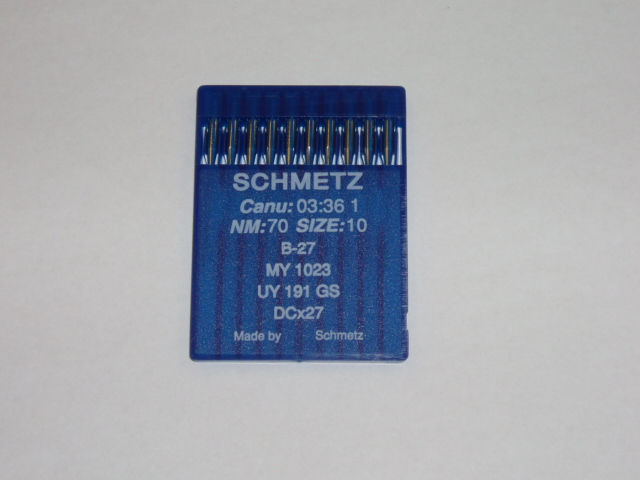 SCHMETZ
Canu: 03:36 1
NM:70 SIZE:10
B-27
MY 1023
UY 191 GS
DCx27
Made by Schmetz